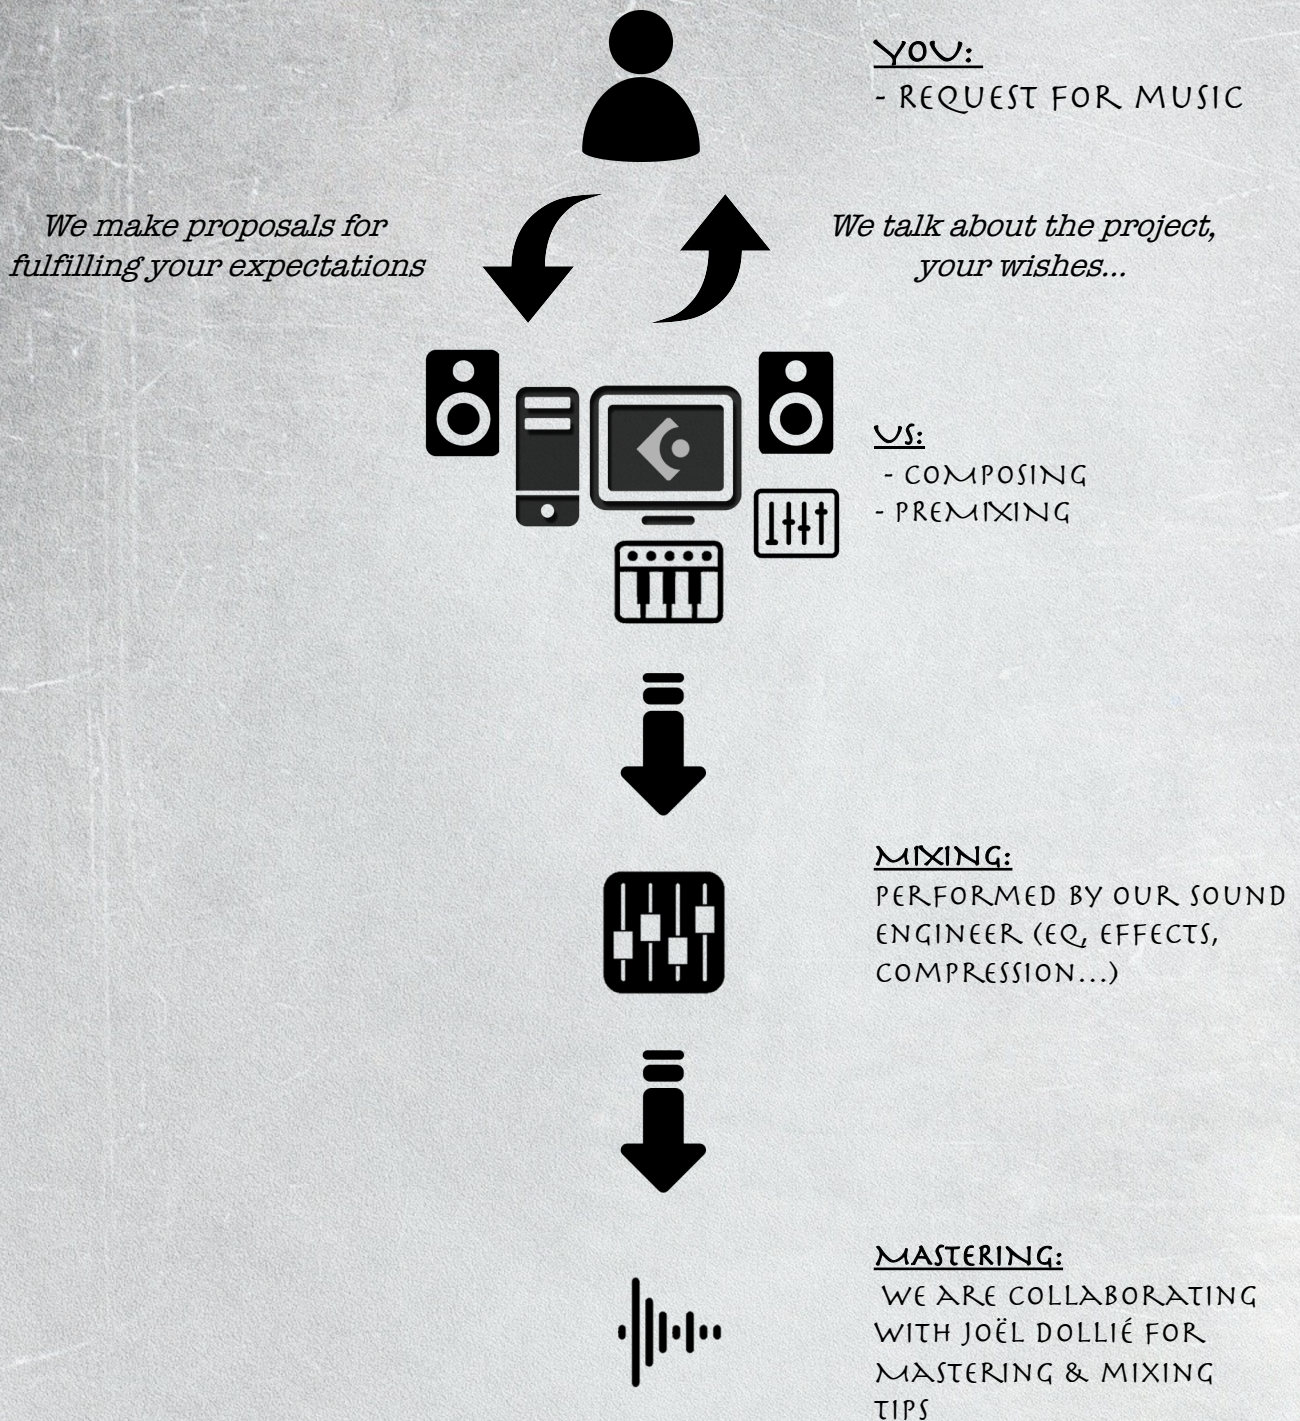 YOU:
- REQUEST FOR MUSIC
We make proposals for
fulfilling your expectations
We talk about the project,
your wishes...
US:
- COMPOSING
- PREMIXING
MIXING:
PERFORMED BY OUR SOUND
ENGINEER (EQ, EFFECTS,
COMPRESSION...)
MASTERING:
WE ARE COLLABORATING
WITH JOËL DOLLIÉ FOR
MASTERING & MIXING
TIPS